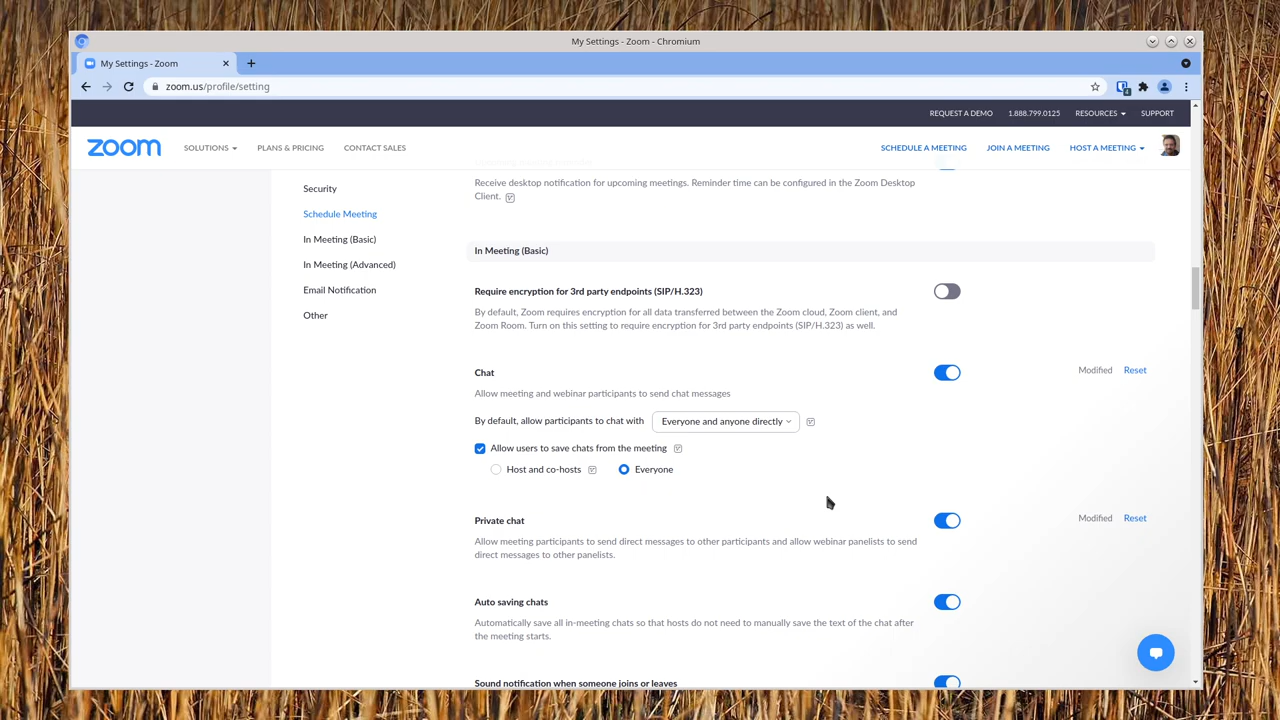 My Settings - Zoom - Chromium
My Settings - Zoom
zoom.us/profile/setting
REQUEST A DEMO 1.888.799.0125 RESOURCES SUPPORT
zoom SOLUTIONS PLANS & PRICING CONTACT SALES SCHEDULE A MEETING JOIN A MEETING HOST A MEETING
Security
Schedule Meeting
In Meeting (Basic)
In Meeting (Advanced)
Email Notification
Other
Receive desktop notification for upcoming meetings. Reminder time can be configured in the Zoom Desktop
Client.
In Meeting (Basic)
Require encryption for 3rd party endpoints (SIP/H.323)
By default, Zoom requires encryption for all data transferred between the Zoom cloud, Zoom client, and
Zoom Room. Turn on this setting to require encryption for 3rd party endpoints (SIP/H.323) as well.
Chat Modified Reset
Allow meeting and webinar participants to send chat messages
By default, allow participants to chat with Everyone and anyone directly
Allow users to save chats from the meeting
Host and co-hosts Everyone
Private chat Modified Reset
Allow meeting participants to send direct messages to other participants and allow webinar panelists to send
direct messages to other panelists.
Auto saving chats
Automatically save all in-meeting chats so that hosts do not need to manually save the text of the chat after
the meeting starts.
Sound notification when someone joins or leaves